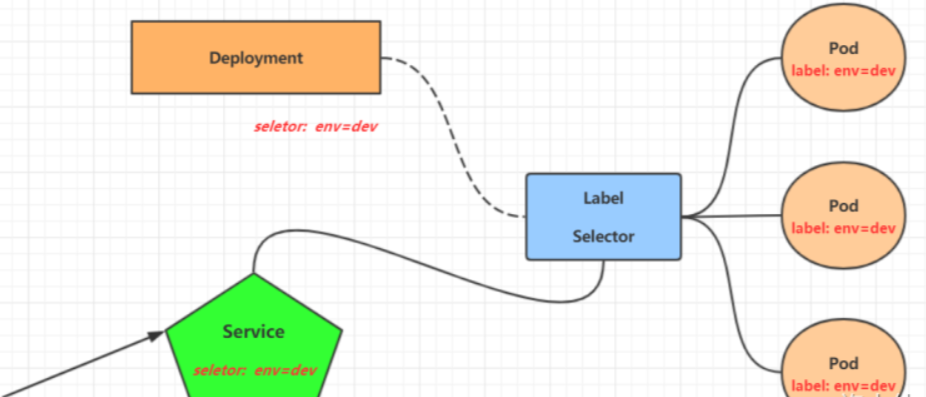 Deployment
seletor: env=dev
Label
Selector
Service
seletor: env=dev
Pod
label: env=dev
Pod
label: env=dev
Pod
label: env=dev